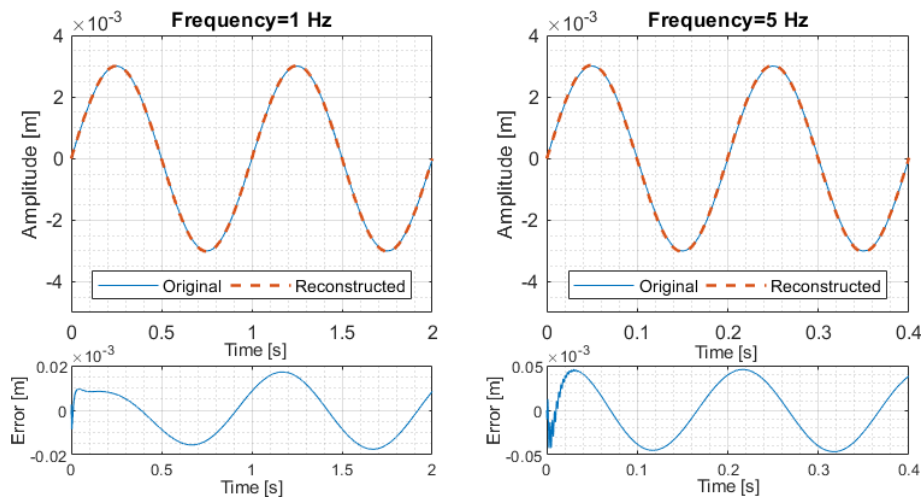 Frequency=1 Hz
×10⁻³
4
2
0
-2
-4
Amplitude [m]
Original Reconstructed
0 0.5 1 1.5 2
Time [s]
×10⁻³
0.02
0
-0.02
Error [m]
0 0.5 1 1.5 2
Time [s]
Frequency=5 Hz
×10⁻³
4
2
0
-2
-4
Amplitude [m]
Original Reconstructed
0 0.1 0.2 0.3 0.4
Time [s]
×10⁻³
0.05
0
-0.05
Error [m]
0 0.1 0.2 0.3 0.4
Time [s]